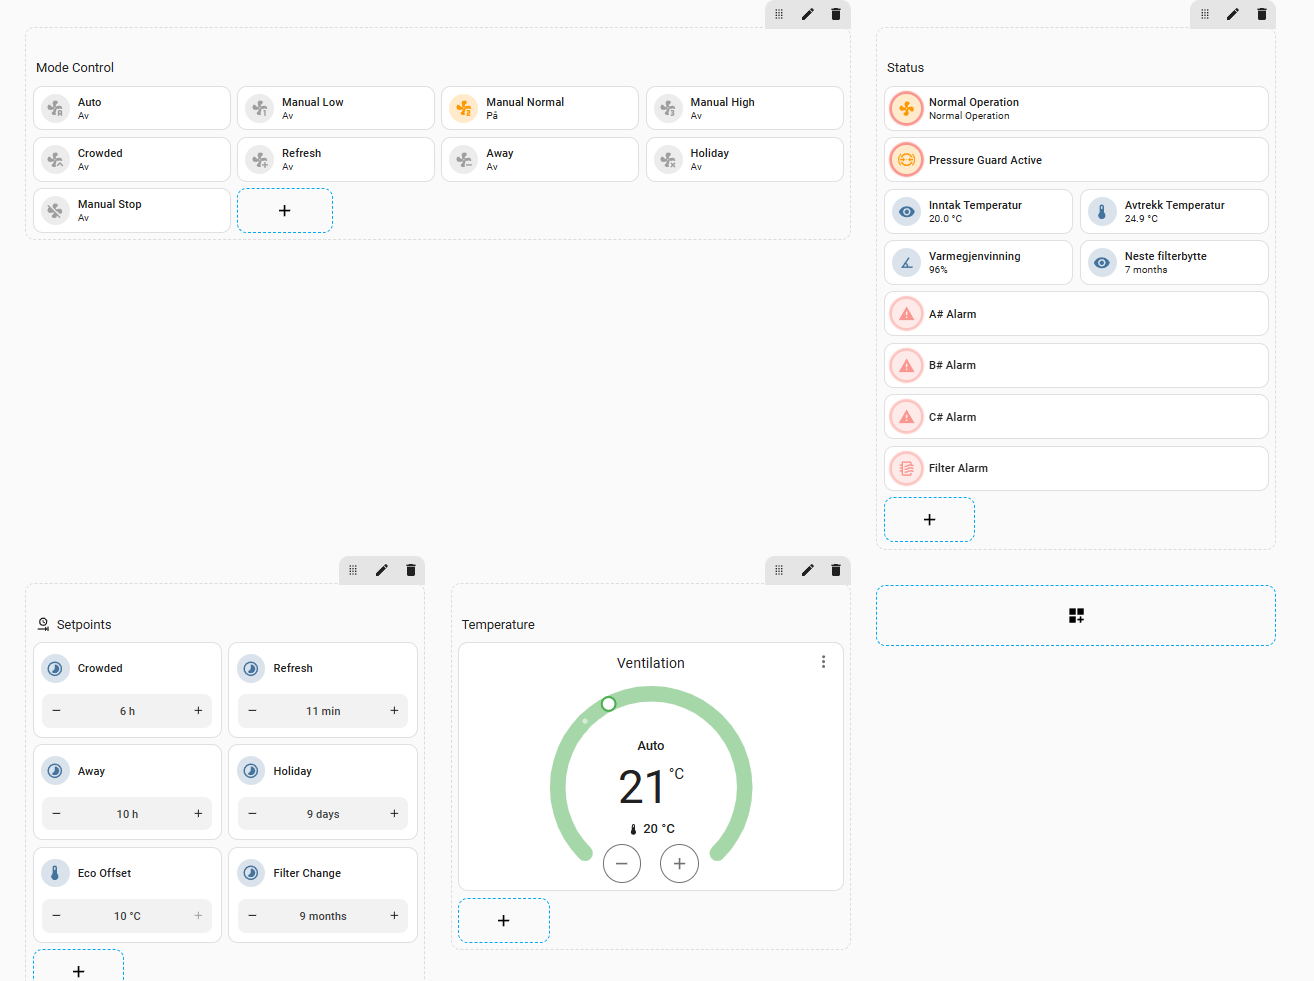 Mode Control
Auto
Av
Manual Low
Av
Manual Normal
På
Manual High
Av
Crowded
Av
Refresh
Av
Away
Av
Holiday
Av
Manual Stop
Av
Status
Normal Operation
Normal Operation
Pressure Guard Active
Inntak Temperatur
20.0 °C
Avtrekk Temperatur
24.9 °C
Varmegjenvinning
96%
Neste filterbytte
7 months
A# Alarm
B# Alarm
C# Alarm
Filter Alarm
Setpoints
Crowded
6 h
Refresh
11 min
Away
10 h
Holiday
9 days
Eco Offset
10 °C
Filter Change
9 months
Temperature
Ventilation
Auto
21 °C
20 °C